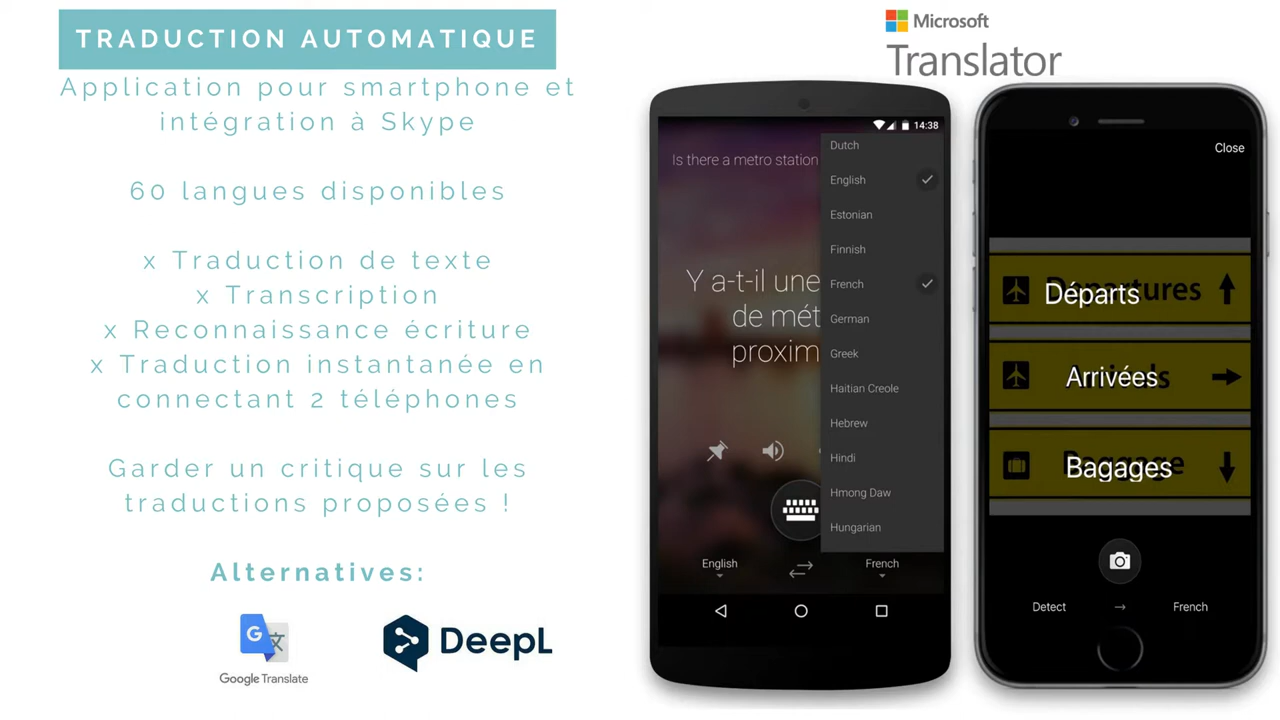 TRADUCTION AUTOMATIQUE
Application pour smartphone et
intégration à Skype
60 langues disponibles
x Traduction de texte
x Transcription
x Reconnaissance écriture
x Traduction instantanée en
connectant 2 téléphones
Garder un critique sur les
traductions proposées !
Alternatives:
Google Translate
DeepL
Microsoft
Translator
14:38
Is there a metro station
Y a-t-il une
de mét
proxim
Dutch
English
Estonian
Finnish
French
German
Greek
Haitian Creole
Hebrew
Hindi
Hmong Daw
Hungarian
English
French
Close
Départs
Arrivées
Bagages
Detect
French